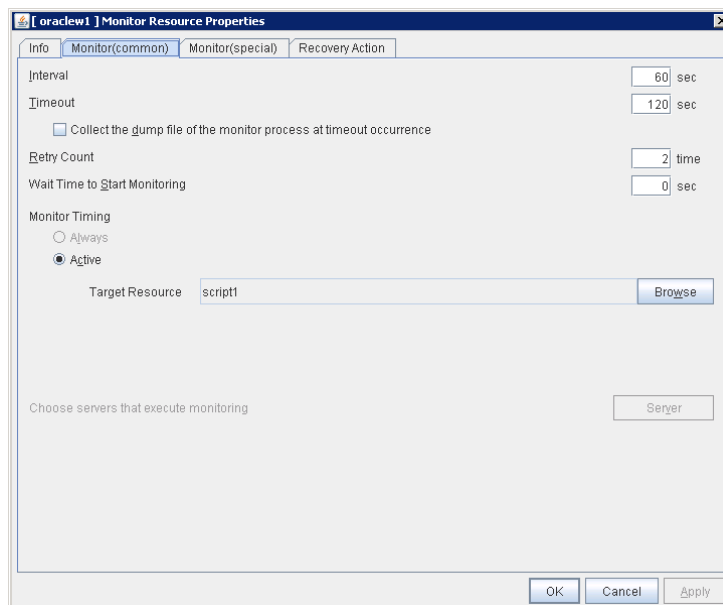 [ oraclew1 ] Monitor Resource Properties
Info Monitor(common) Monitor(special) Recovery Action
Interval 60 sec
Timeout 120 sec
Collect the dump file of the monitor process at timeout occurrence
Retry Count 2 time
Wait Time to Start Monitoring 0 sec
Monitor Timing
Always
Active
Target Resource script1 Browse
Choose servers that execute monitoring Server
OK Cancel Apply